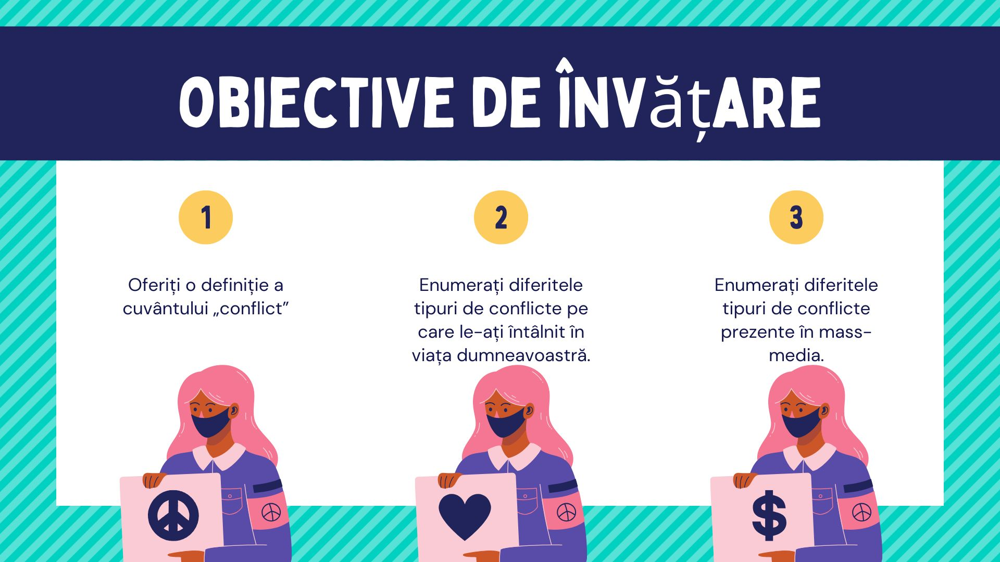 OBIECTIVE DE ÎNVățARE
1
Oferiți o definiție a
cuvântului „conflict”
2
Enumerați diferitele
tipuri de conflicte pe
care le-ați întâlnit în
viața dumneavoastră.
3
Enumerați diferitele
tipuri de conflicte
prezente în mass-
media.
$